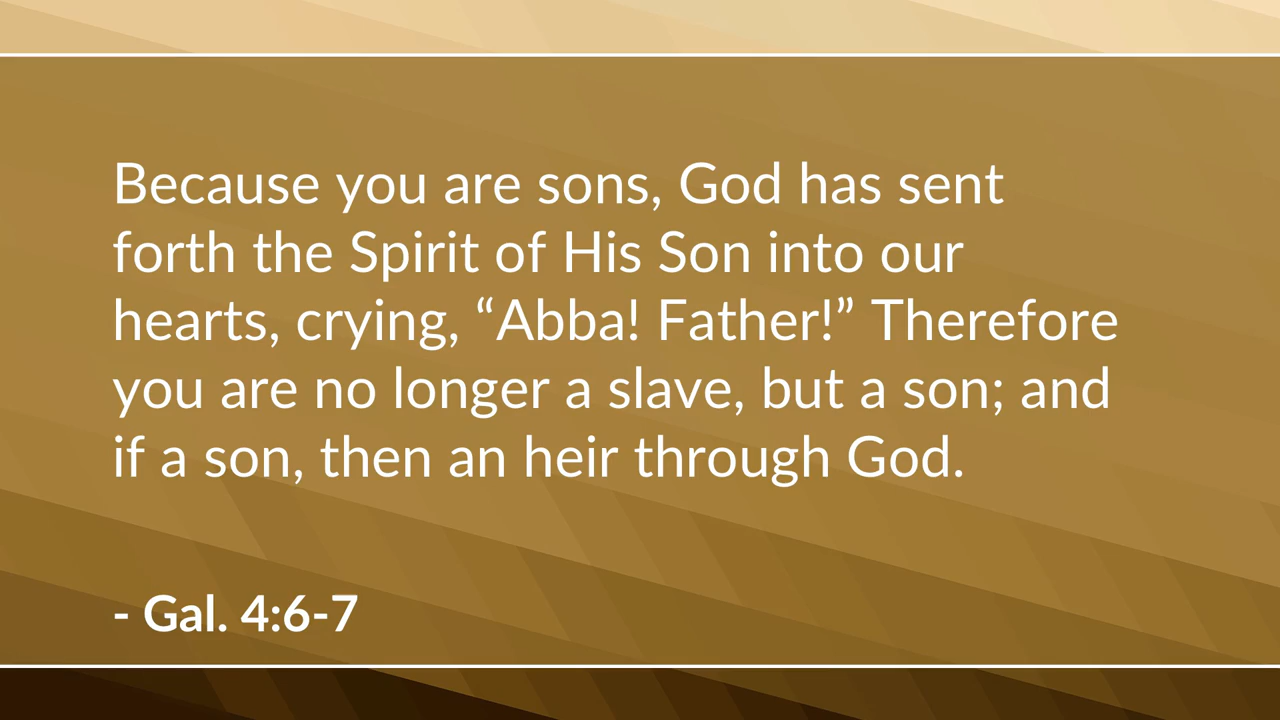 Because you are sons, God has sent
forth the Spirit of His Son into our
hearts, crying, “Abba! Father!” Therefore
you are no longer a slave, but a son; and
if a son, then an heir through God.
- Gal. 4:6-7